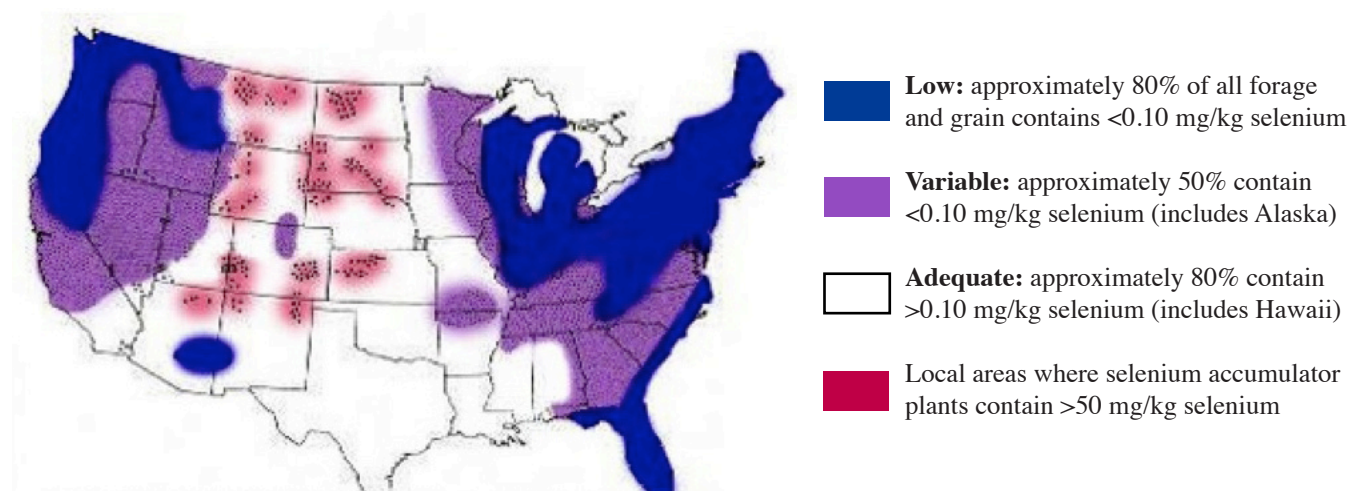 Low: approximately 80% of all forage
and grain contains <0.10 mg/kg selenium
Variable: approximately 50% contain
<0.10 mg/kg selenium (includes Alaska)
Adequate: approximately 80% contain
>0.10 mg/kg selenium (includes Hawaii)
Local areas where selenium accumulator
plants contain >50 mg/kg selenium